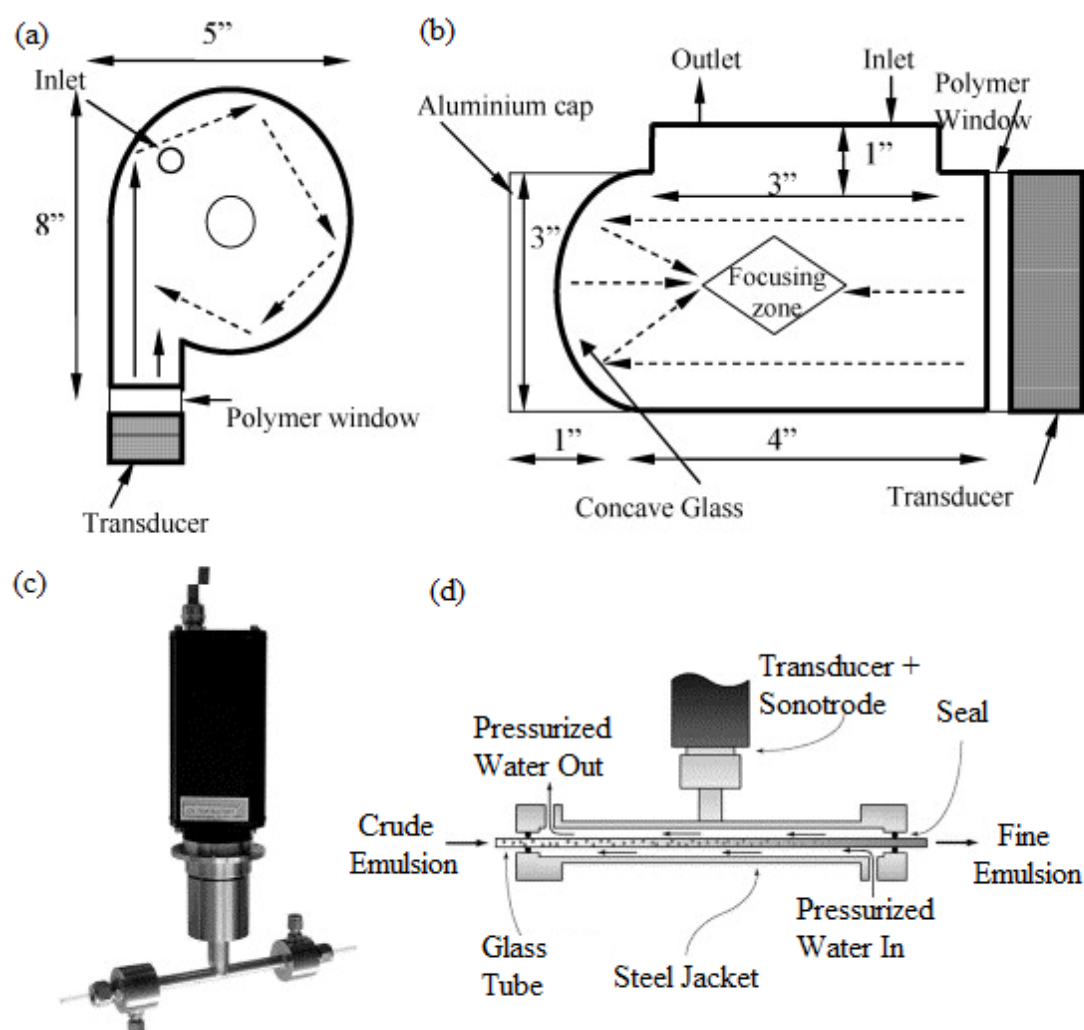 (a)
5”
Inlet
8”
Polymer window
Transducer
(b)
Outlet
Inlet
Polymer
Window
Aluminium cap
1”
3”
3”
Focusing
zone
1”
4”
Concave Glass
Transducer
(c)
(d)
Transducer +
Sonotrode
Seal
Pressurized
Water Out
Crude
Emulsion
Fine
Emulsion
Glass
Tube
Steel Jacket
Pressurized
Water In